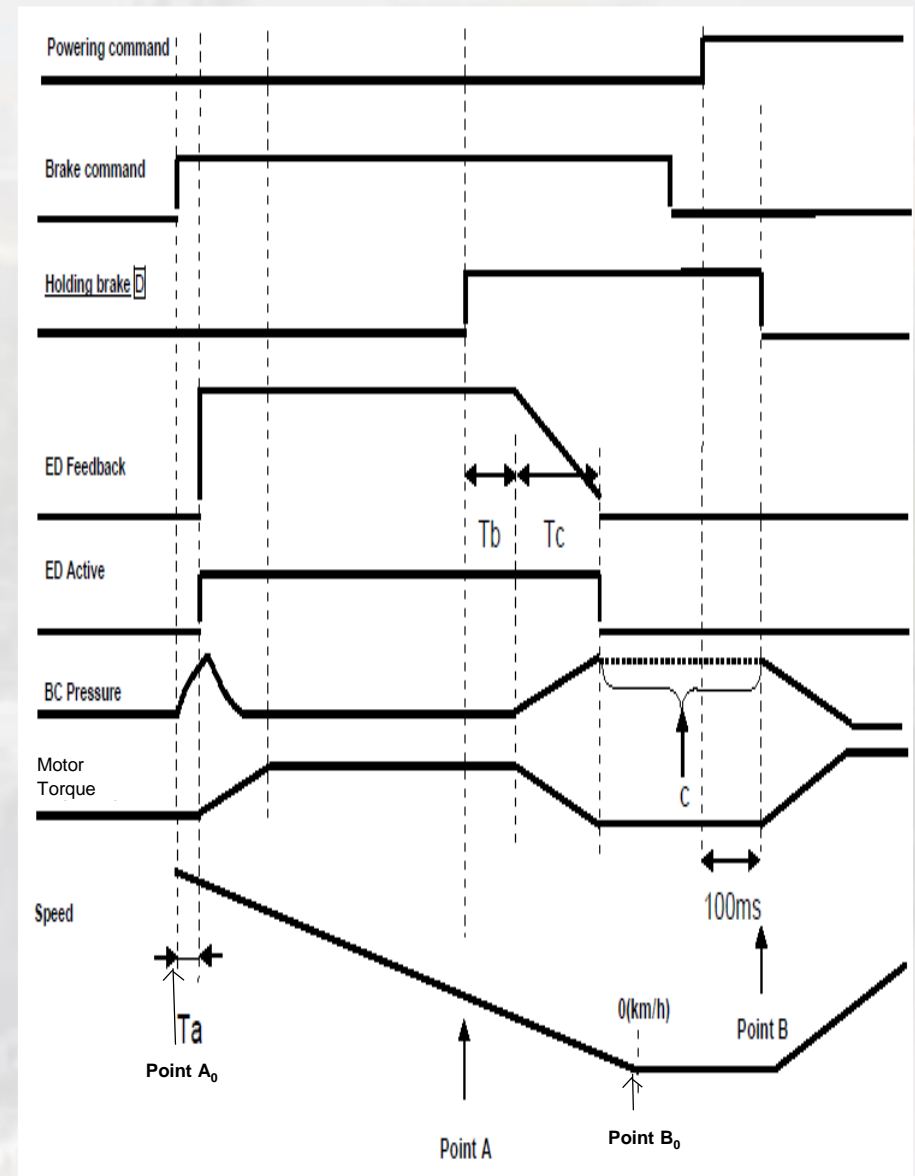 Powering command
Brake command
Holding brake D
ED Feedback
Tb
Tc
ED Active
BC Pressure
Motor
Torque
C
100ms
Speed
0(km/h)
Ta
Point B
Point A₀
Point B₀
Point A